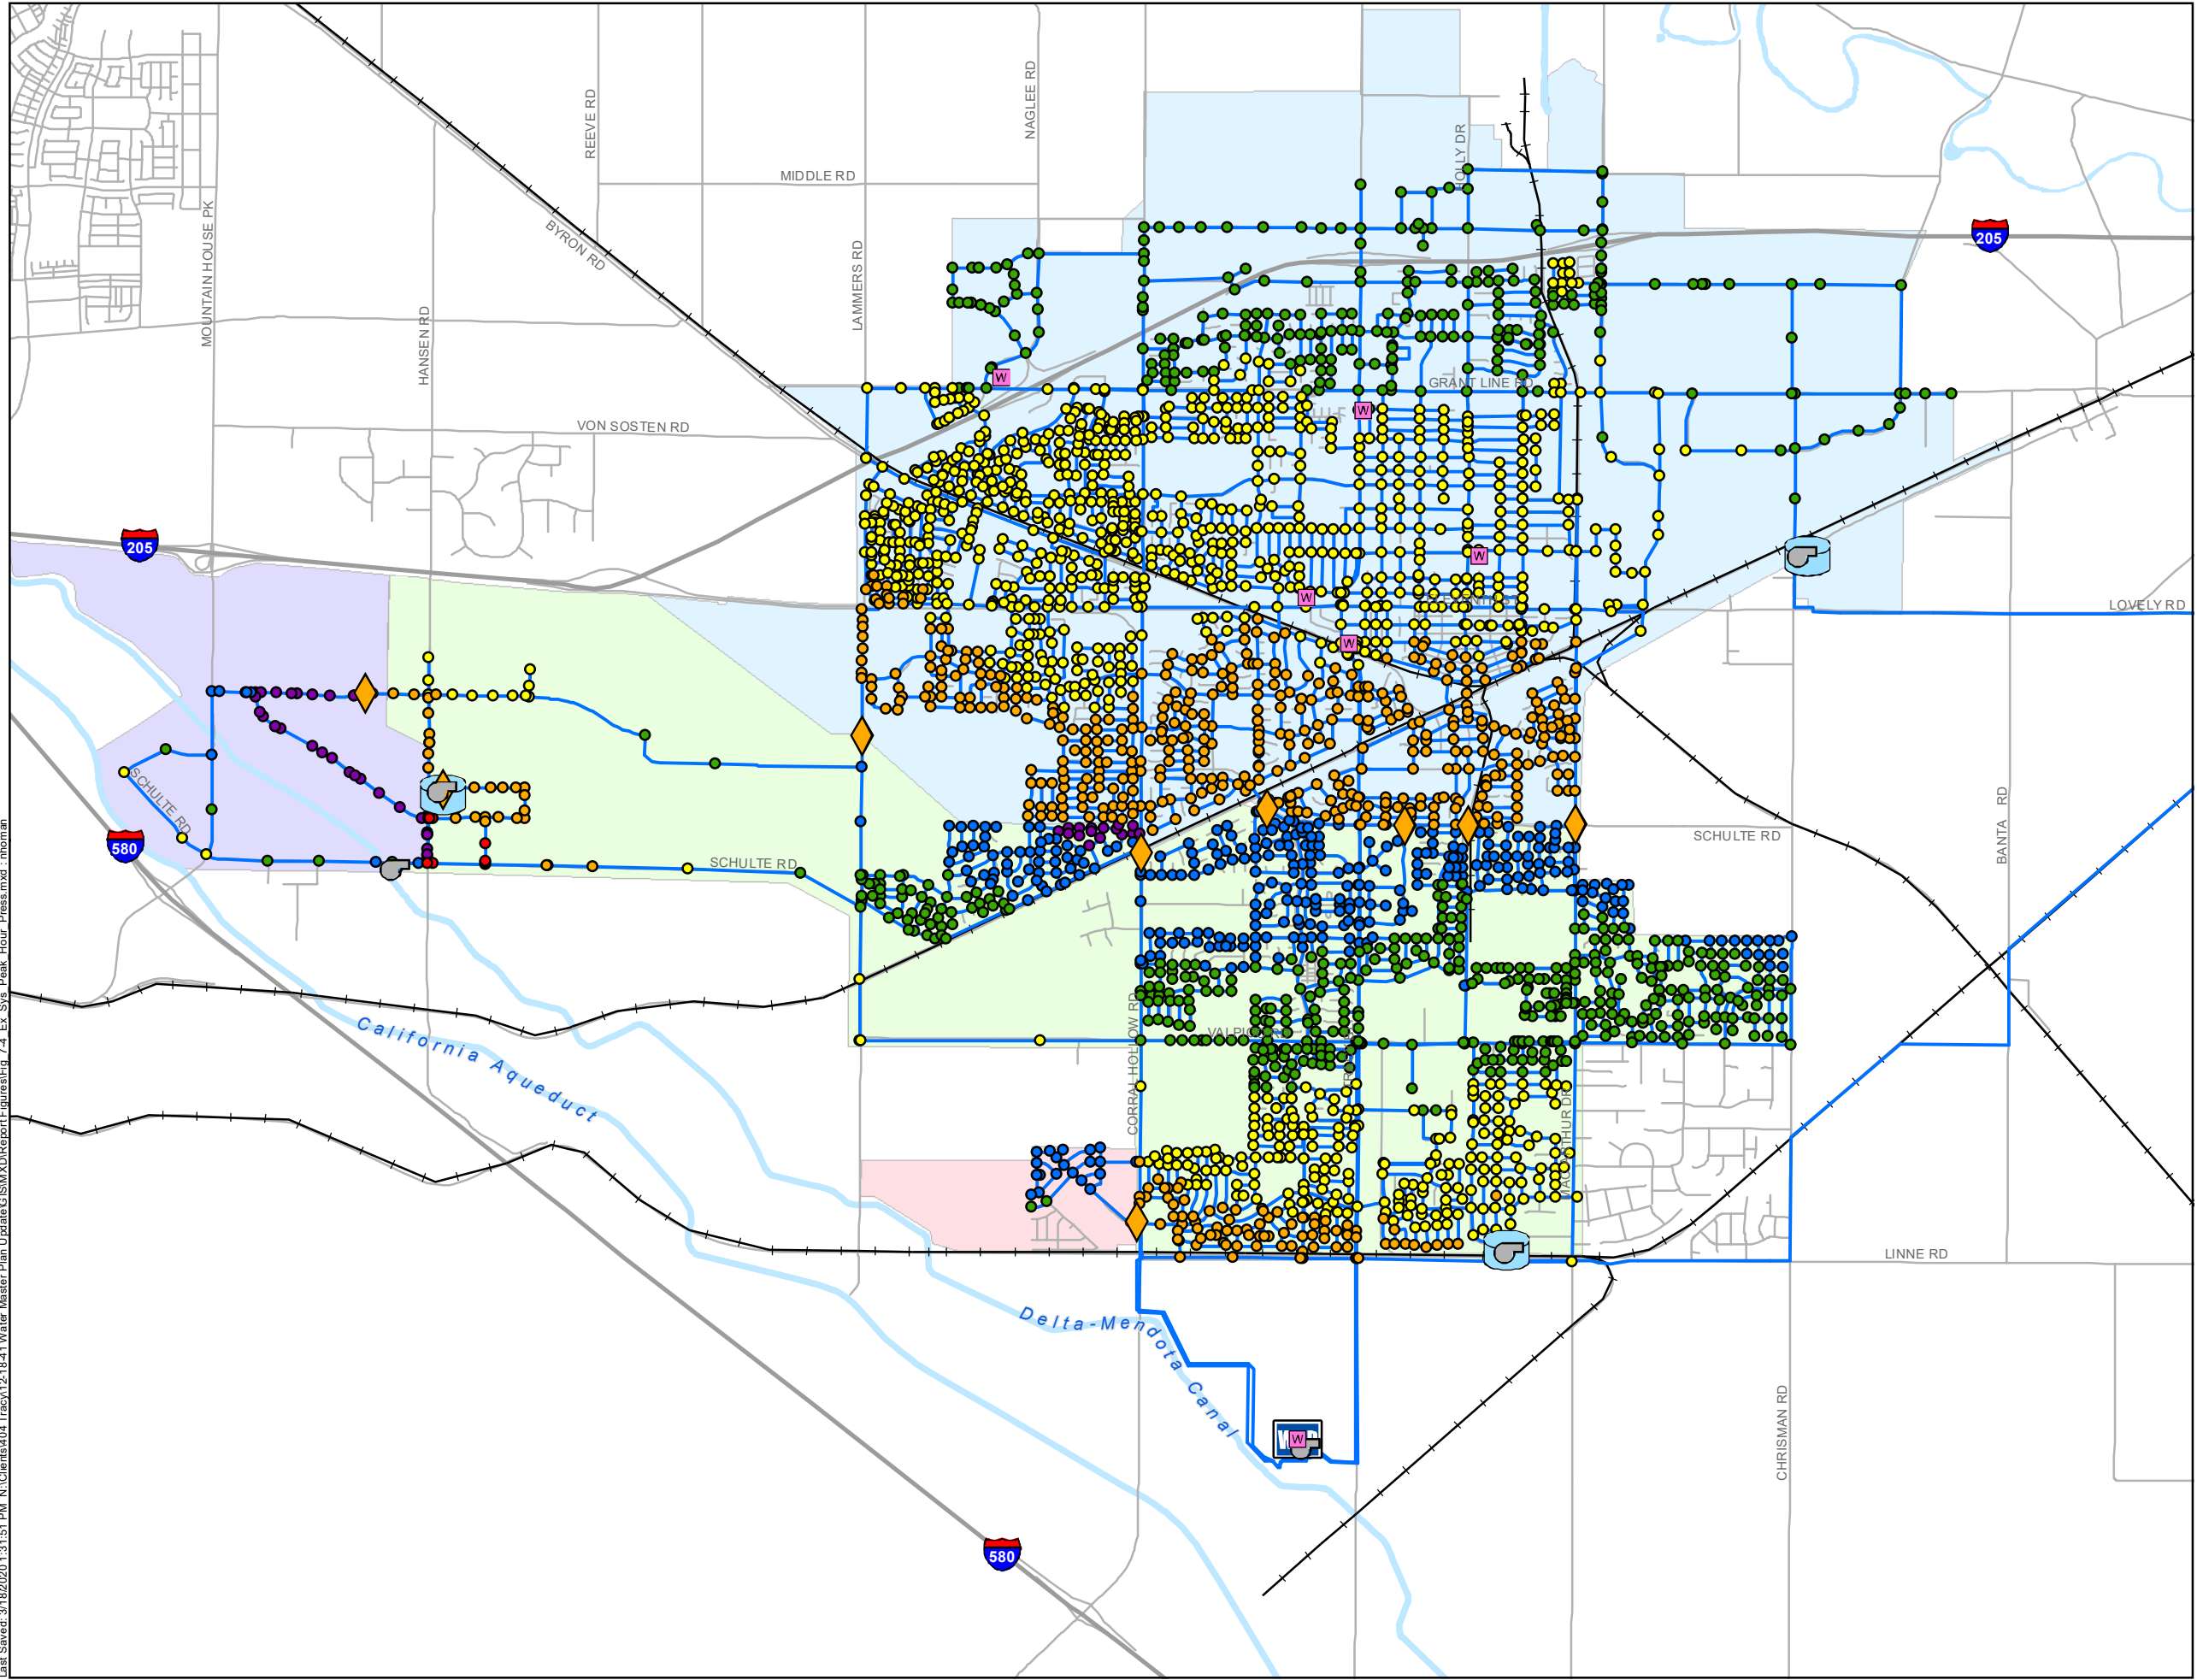 REEVE RD
NAGLEE RD
HOLLY DR
MIDDLE RD
MOUNTAIN HOUSE PK
BYRON RD
LAMMERS RD
205
HANSEN RD
W
GRANT LINE RD
W
VON SOSTEN RD
205
W
W
LOVELY RD
W
SCHULTE RD
580
SCHULTE RD
SCHULTE RD
BANTA RD
California Aqueduct
CORRAL HOLLOW RD
MACARTHUR DR
LINNE RD
Delta-Mendota Canal
CHRISMAN RD
W
580